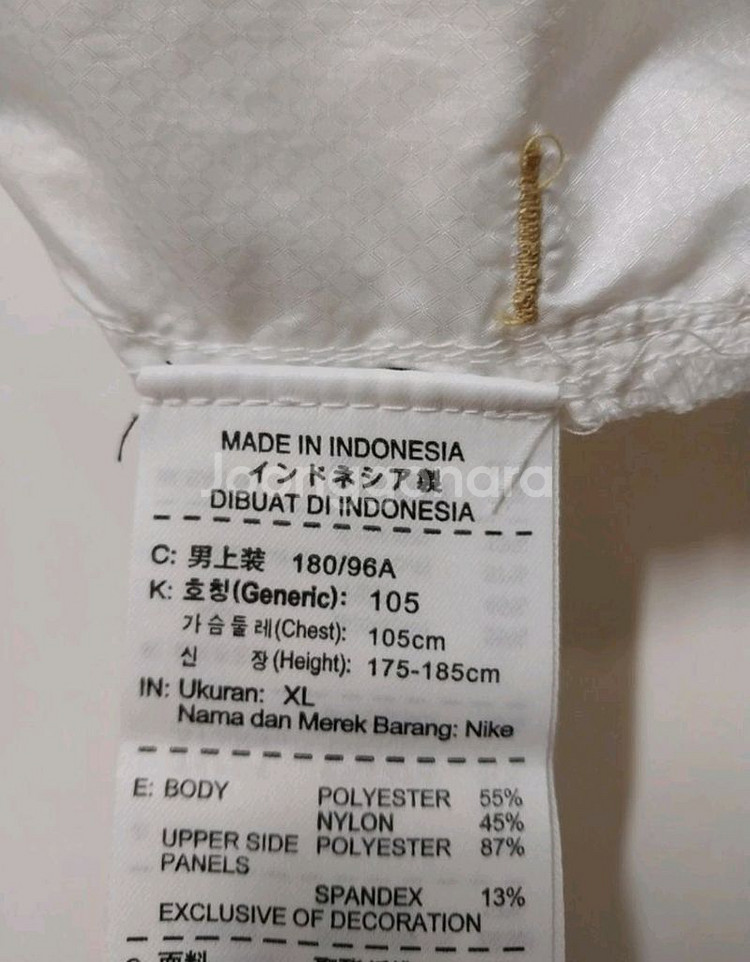 MADE IN INDONESIA
インドネシア製
DIBUAT DI INDONESIA
C: 男上装 180/96A
K: 호칭(Generic): 105
가슴둘레(Chest): 105cm
신 장(Height): 175-185cm
IN: Ukuran: XL
Nama dan Merek Barang: Nike
E: BODY POLYESTER 55%
NYLON 45%
UPPER SIDE POLYESTER 87%
PANELS
SPANDEX 13%
EXCLUSIVE OF DECORATION
面料